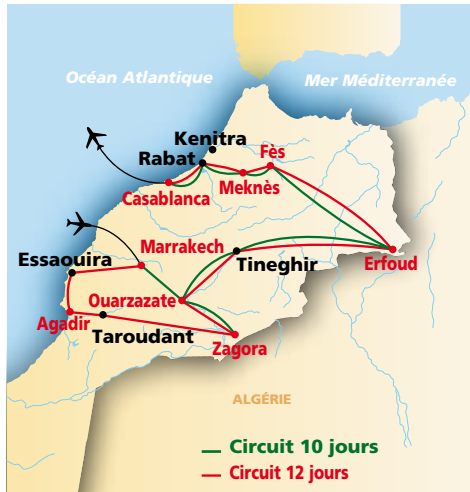 Océan Atlantique
Mer Méditerranée
Kenitra
Rabat
Fès
Casablanca
Meknès
Marrakech
Essaouira
Tineghir
Erfoud
Ouarzazate
Agadir
Taroudant
Zagora
ALGÉRIE
Circuit 10 jours
Circuit 12 jours